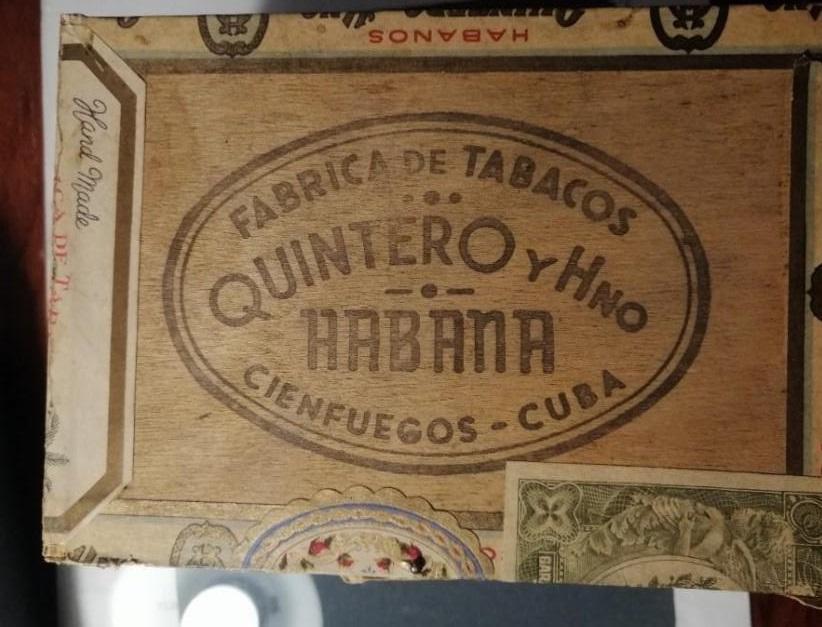 HABANOS
Hand Made
FABRICA DE TABACOS
QUINTERO Y HNO
HABANA
CIENFUEGOS - CUBA